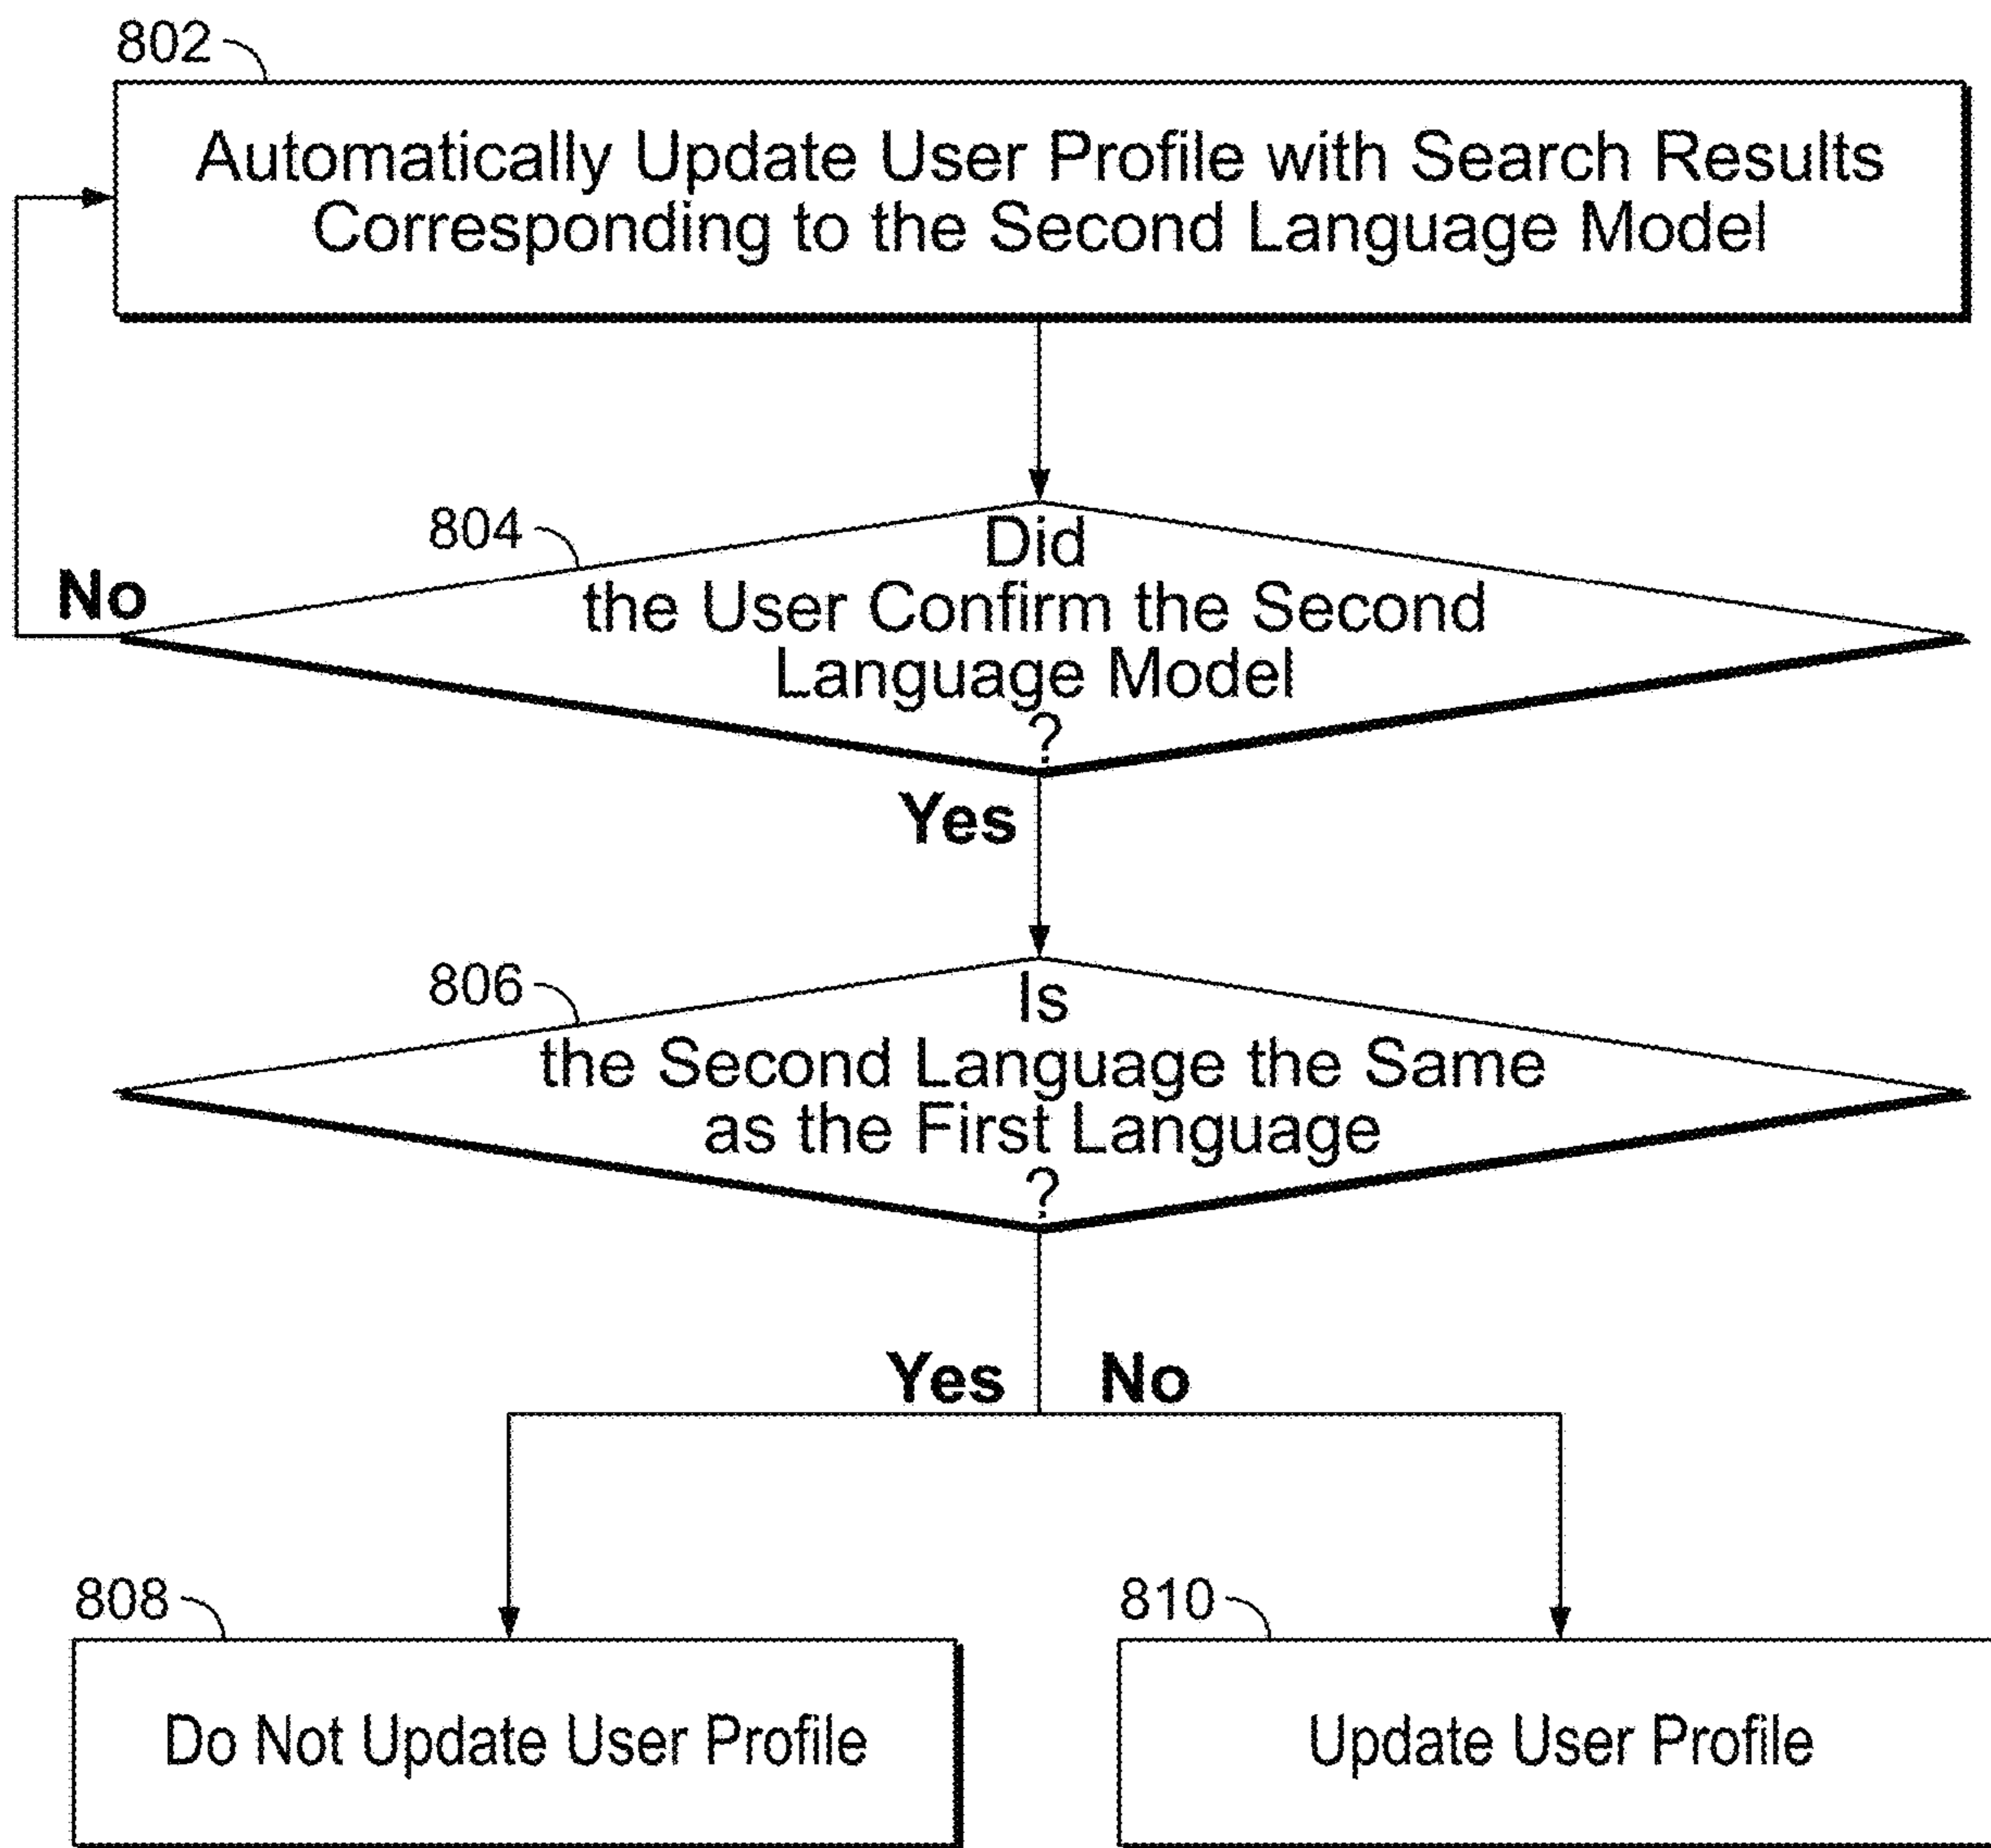 802
Automatically Update User Profile with Search Results
Corresponding to the Second Language Model
804
No
Did
the User Confirm the Second
Language Model
?
Yes
806
Is
the Second Language the Same
as the First Language
?
Yes
No
808
Do Not Update User Profile
810
Update User Profile